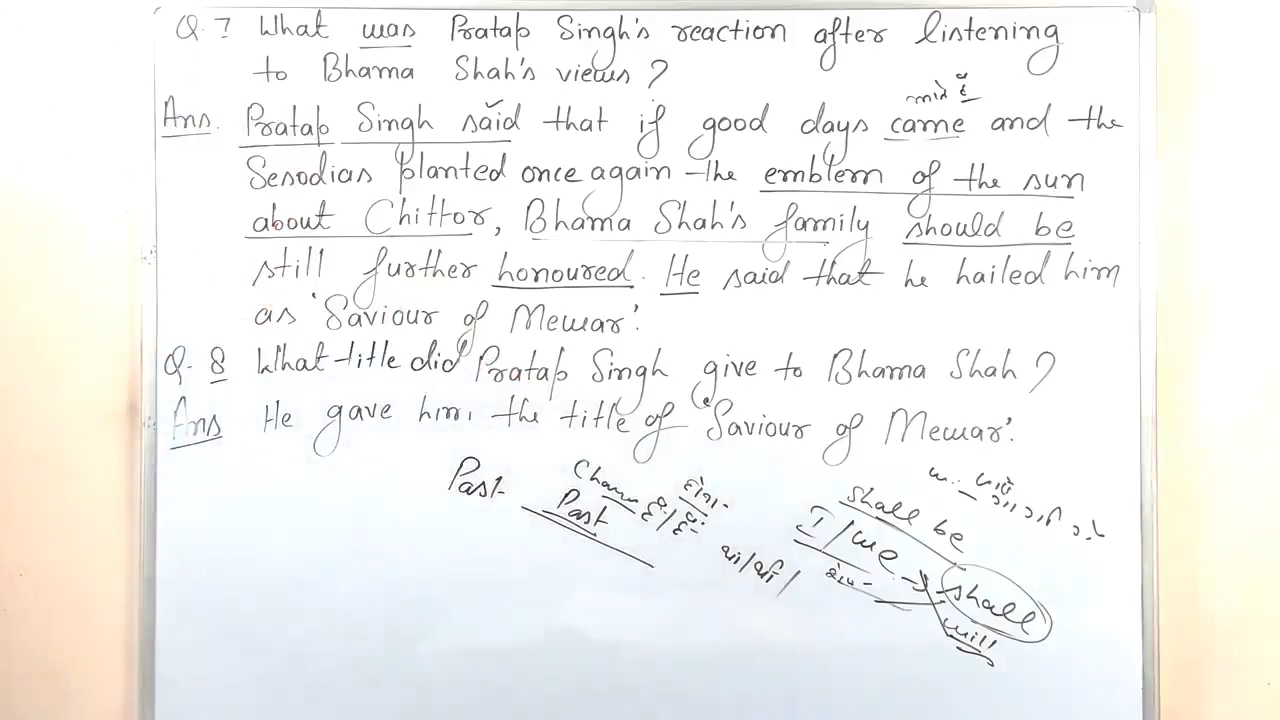 Q.7 What was Pratap Singh's reaction after listening
to Bhama Shah's views?
Ans. Pratap Singh said that if good days came and the
Sesodias planted once again the emblem of the sun
about Chittor, Bhama Shah's family should be
still further honoured. He said that he hailed him
as 'Saviour of Mewar'.
Q.8 What title did Pratap Singh give to Bhama Shah?
Ans He gave him the title of 'Saviour of Mewar'.
Past
Past
shall be
I/we → shall
will